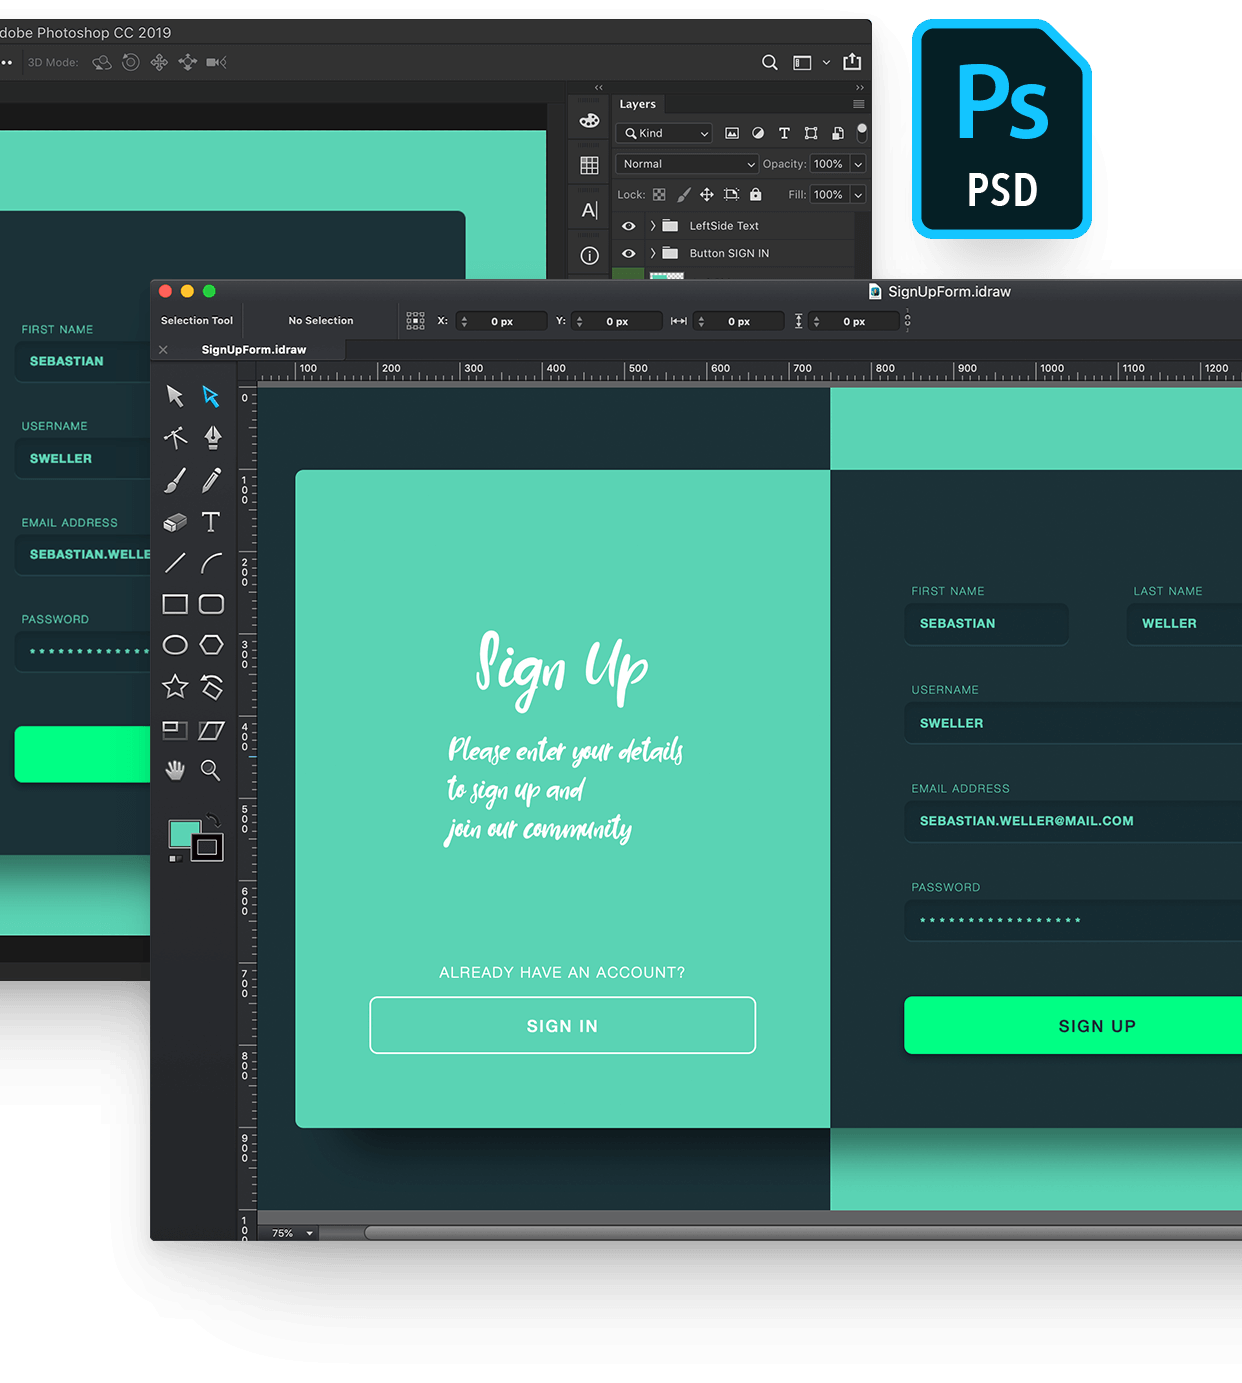 dobe Photoshop CC 2019
3D Mode:
Layers
Kind
Normal
Opacity: 100%
Lock:
Fill: 100%
LeftSide Text
Button SIGN IN
Ps
PSD
FIRST NAME
SEBASTIAN
USERNAME
SWELLER
EMAIL ADDRESS
SEBASTIAN.WELLE
PASSWORD
*************
SignUpForm.idraw
Selection Tool
No Selection
X: 0 px
Y: 0 px
0 px
0 px
SignUpForm.idraw
100 200 300 400 500 600 700 800 900 1000 1100 1200
0
100
200
300
400
500
600
700
800
900
100
Sign Up
Please enter your details
to sign up and
join our community
ALREADY HAVE AN ACCOUNT?
SIGN IN
FIRST NAME
LAST NAME
SEBASTIAN
WELLER
USERNAME
SWELLER
EMAIL ADDRESS
SEBASTIAN.WELLER@MAIL.COM
PASSWORD
*****************
SIGN UP
75%